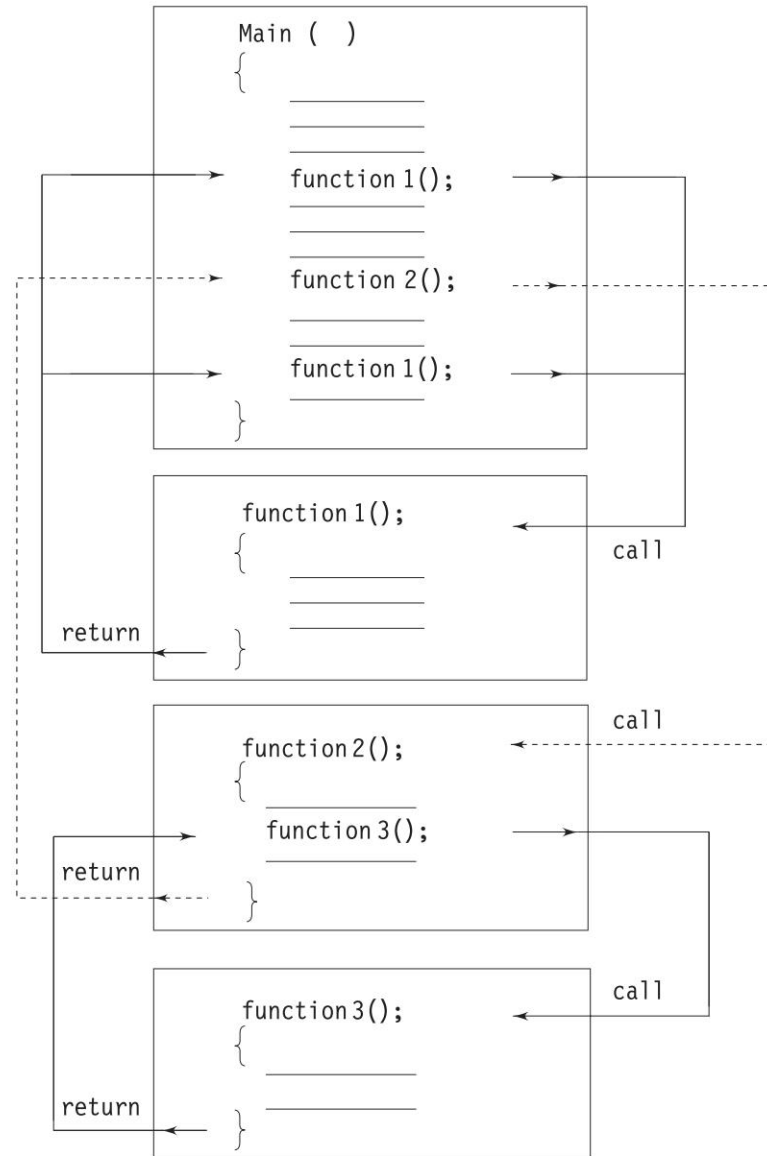 Main ( )
{
function 1();
function 2();
function 1();
}
function 1();
{
call
return
}
call
function 2();
{
function 3();
return
}
call
function 3();
{
return
}